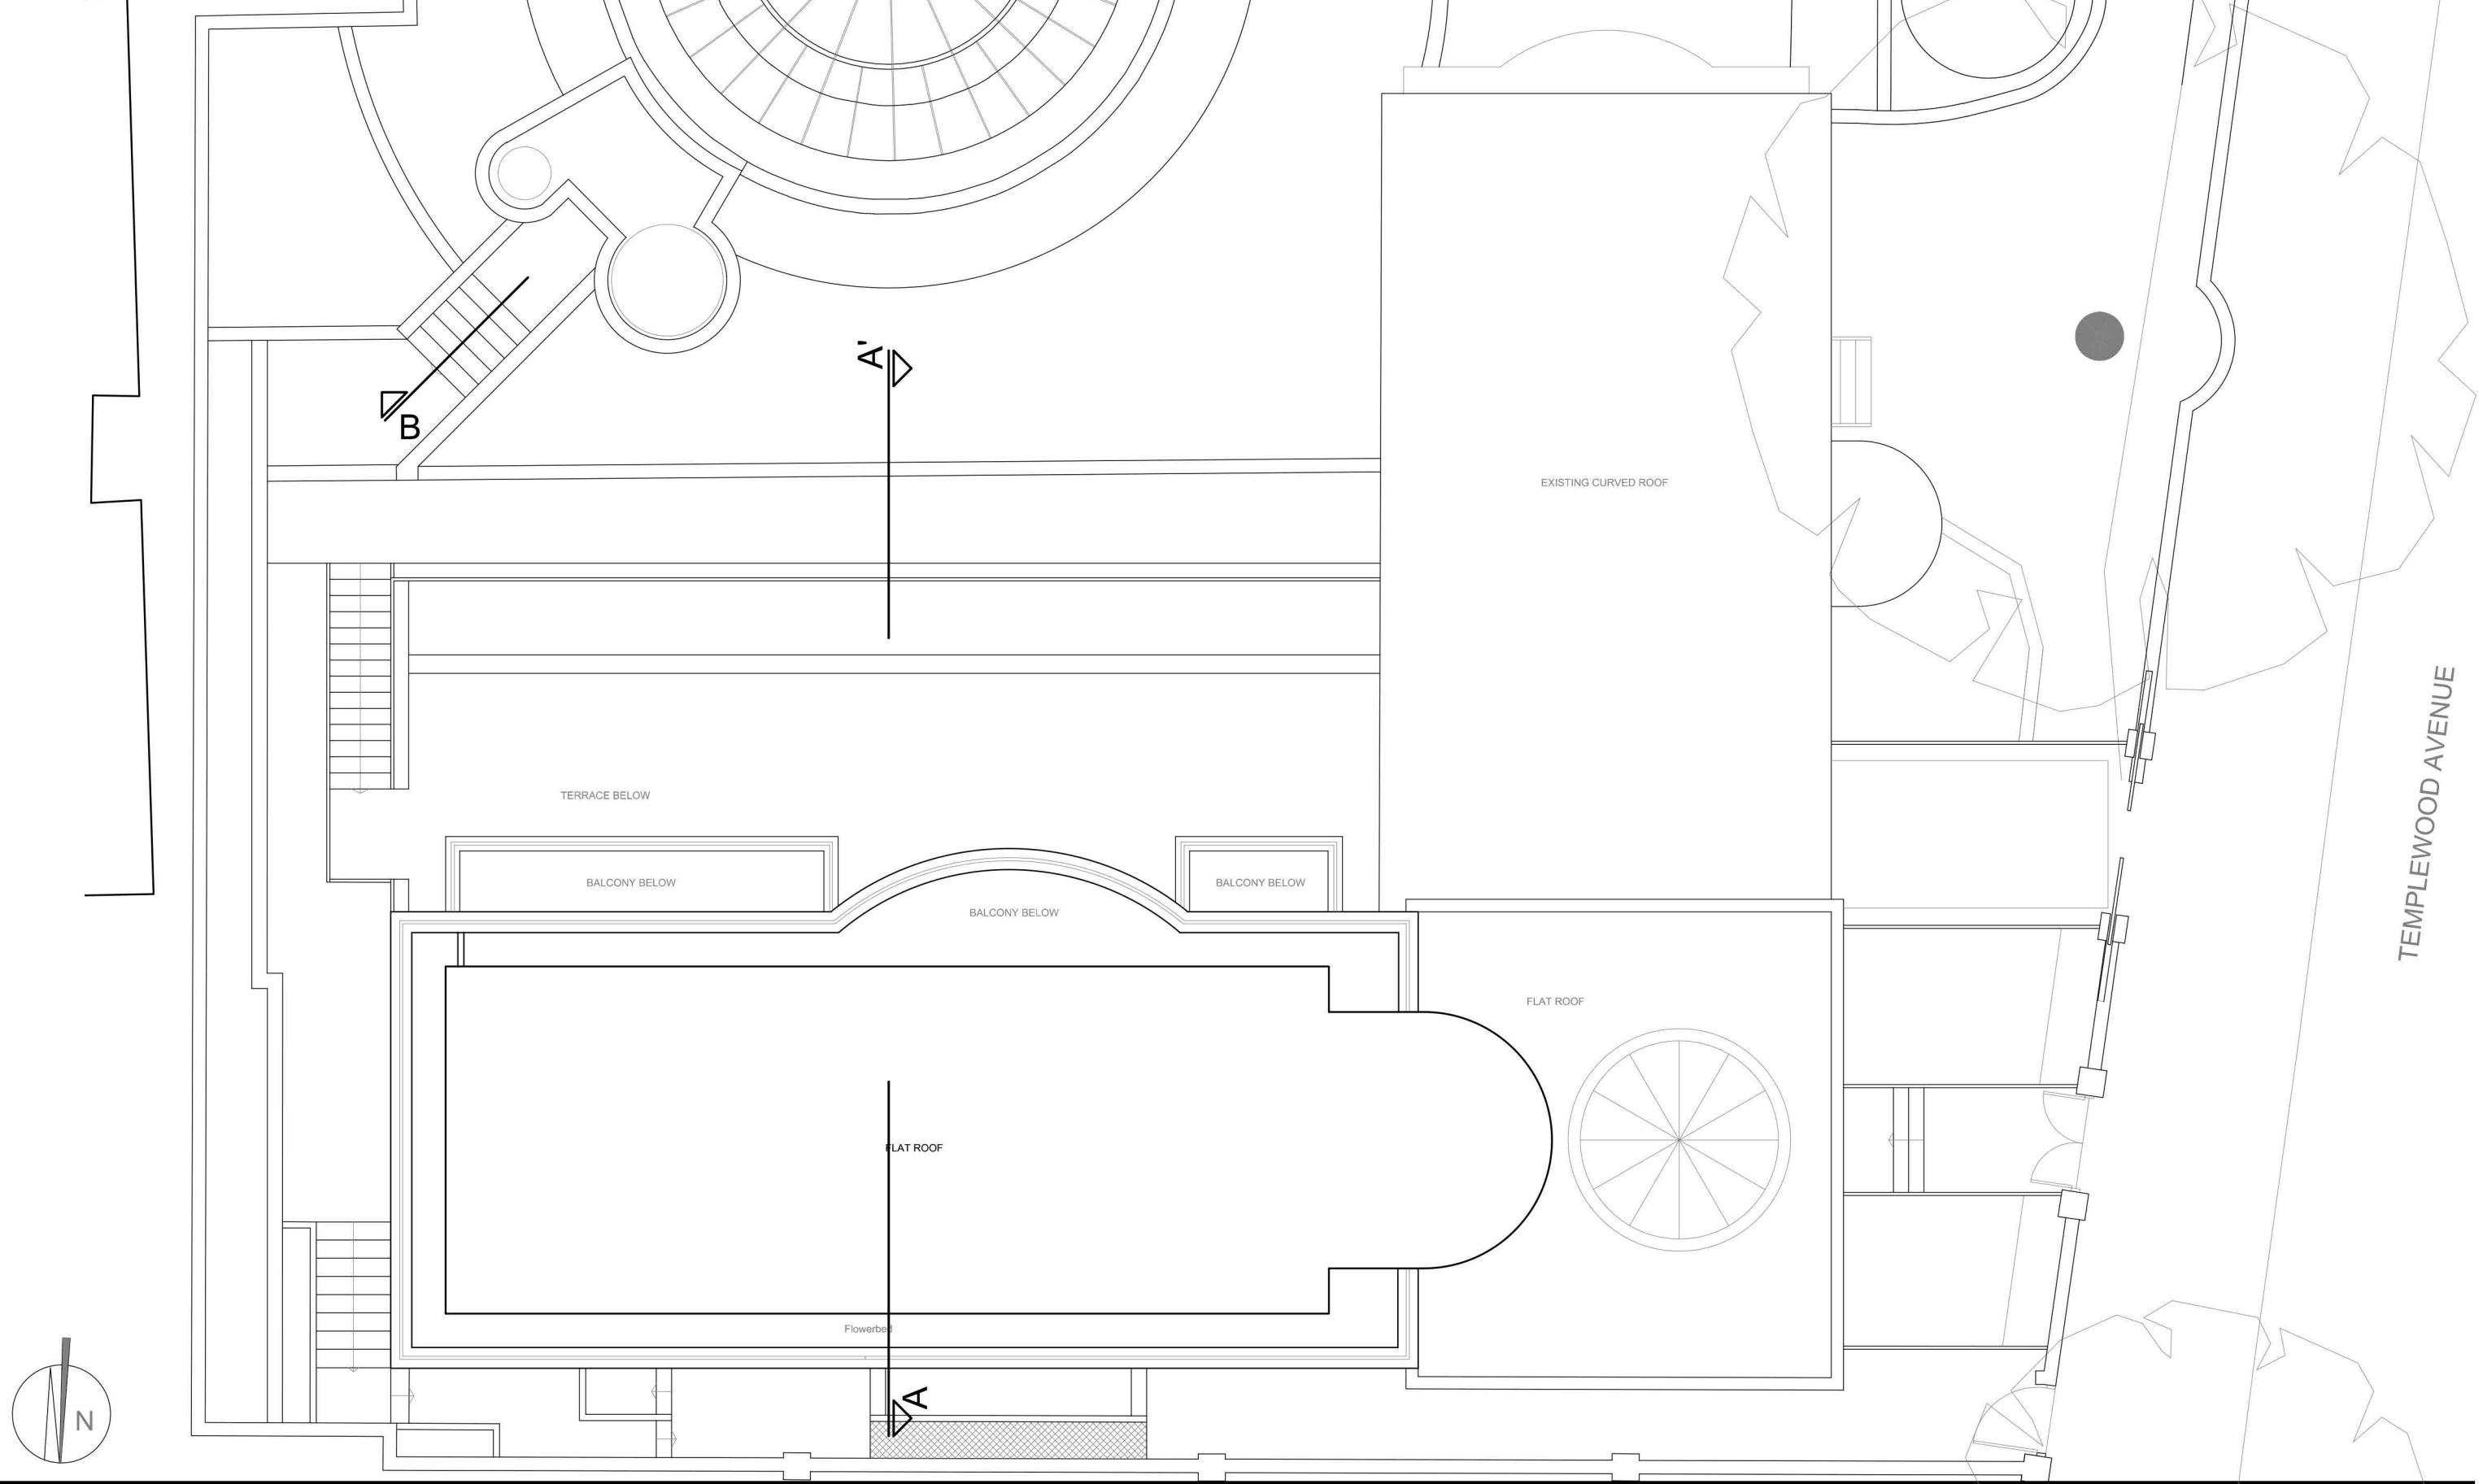 A'
B
EXISTING CURVED ROOF
TERRACE BELOW
TEMPLEWOOD AVENUE
BALCONY BELOW
BALCONY BELOW
BALCONY BELOW
FLAT ROOF
FLAT ROOF
Flowerbed
A
N